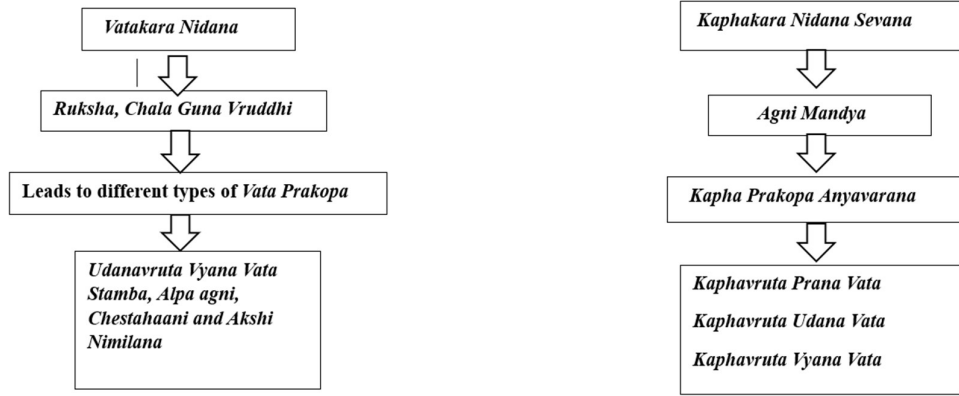 Vatakara Nidana
Ruksha, Chala Guna Vruddhi
Leads to different types of Vata Prakopa
Udanavruta Vyana Vata
Stamba, Alpa agni,
Chestahaani and Akshi
Nimilana
Kaphakara Nidana Sevana
Agni Mandya
Kapha Prakopa Anyavarana
Kaphavruta Prana Vata
Kaphavruta Udana Vata
Kaphavruta Vyana Vata